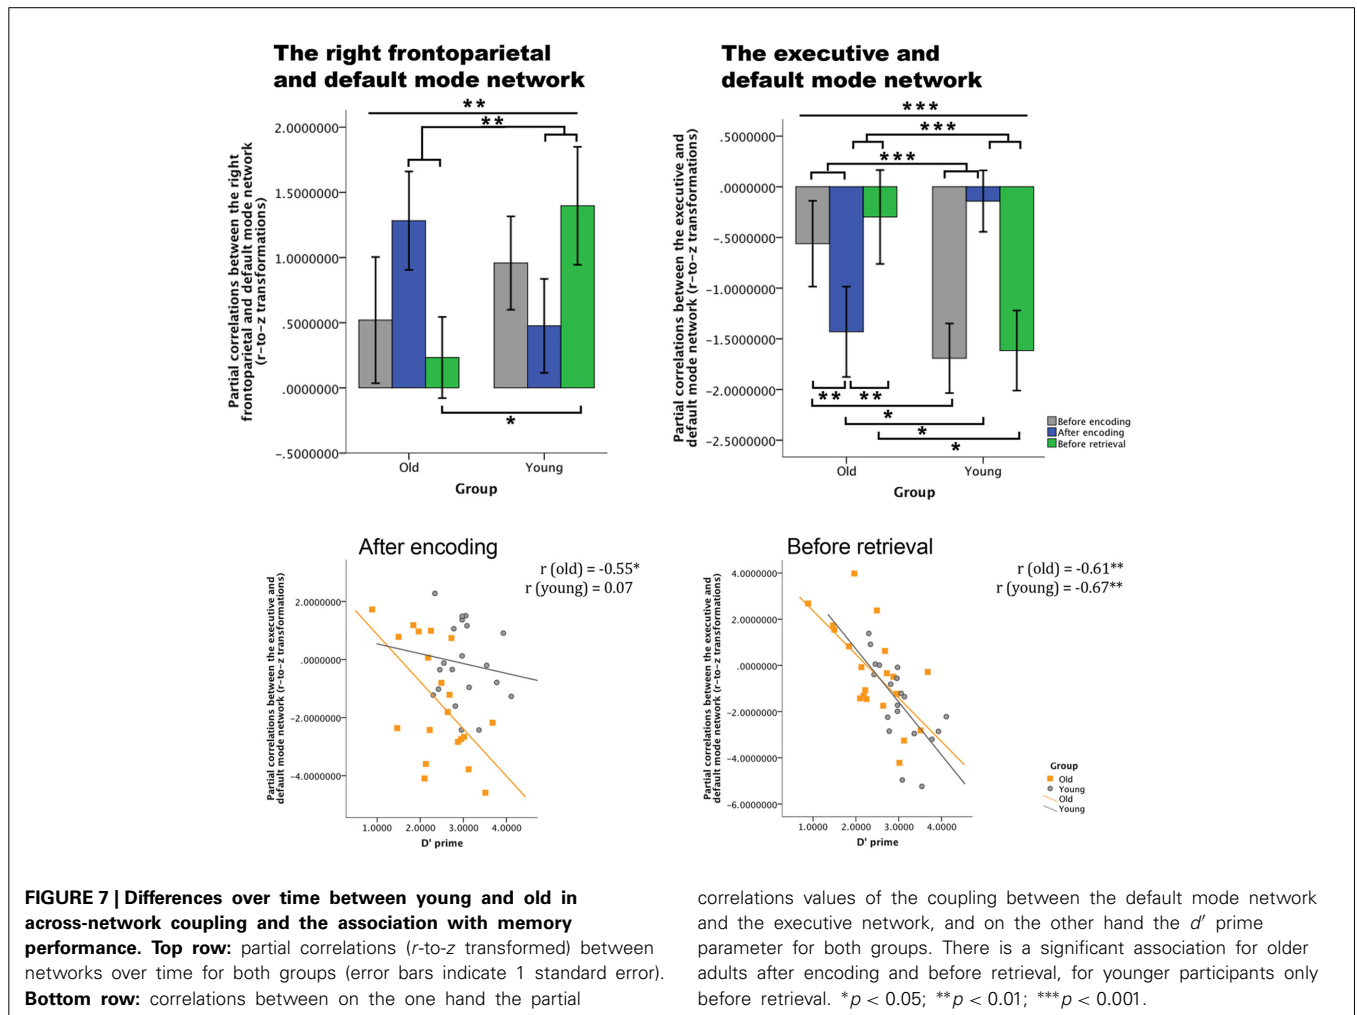 The right frontoparietal
and default mode network
Partial correlations between the right
frontoparietal and default mode network
(r-to-z transformations)
**
**
2.0000000
1.5000000
1.0000000
.5000000
.0000000
-.5000000
*
Old
Young
Group
The executive and
default mode network
Partial correlations between the executive and
default mode network (r-to-z transformations)
***
***
***
.5000000
.0000000
-.5000000
-1.0000000
-1.5000000
-2.0000000
-2.5000000
**
**
*
*
*
Before encoding
After encoding
Before retrieval
Old
Young
Group
After encoding
r (old) = -0.55*
r (young) = 0.07
Partial correlations between the executive and
default mode network (r-to-z transformations)
2.0000000
.0000000
-2.0000000
-4.0000000
1.0000
2.0000
3.0000
4.0000
D' prime
Before retrieval
r (old) = -0.61**
r (young) = -0.67**
Partial correlations between the executive and
default mode network (r-to-z transformations)
4.0000000
2.0000000
.0000000
-2.0000000
-4.0000000
-6.0000000
1.0000
2.0000
3.0000
4.0000
D' prime
Group
Old
Young
Old
Young
FIGURE 7 | Differences over time between young and old in
across-network coupling and the association with memory
performance. Top row: partial correlations (r-to-z transformed) between
networks over time for both groups (error bars indicate 1 standard error).
Bottom row: correlations between on the one hand the partial
correlations values of the coupling between the default mode network
and the executive network, and on the other hand the d′ prime
parameter for both groups. There is a significant association for older
adults after encoding and before retrieval, for younger participants only
before retrieval. *p < 0.05; **p < 0.01; ***p < 0.001.